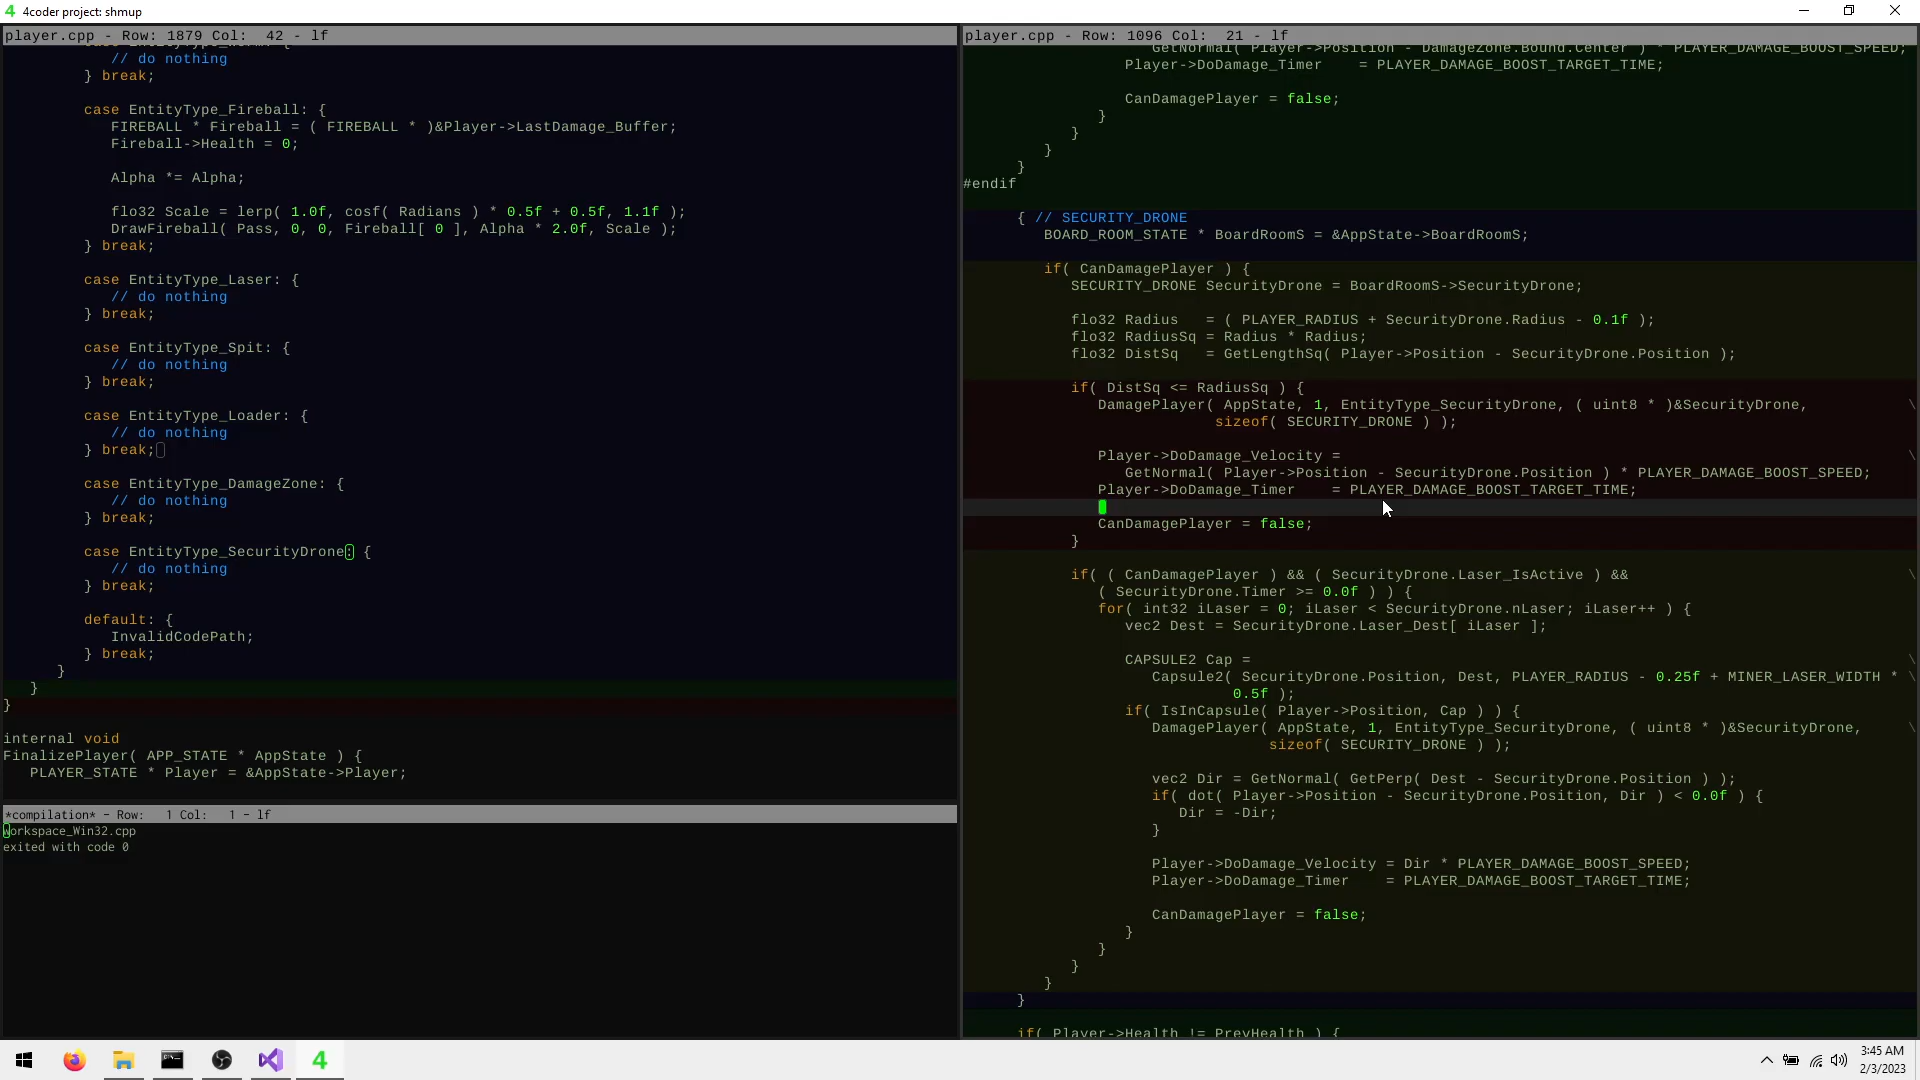 4coder project: shmup
player.cpp - Row: 1879 Col:  42 - lf
// do nothing
} break;
case EntityType_Fireball: {
FIREBALL * Fireball = ( FIREBALL * )&Player->LastDamage_Buffer;
Fireball->Health = 0;
Alpha *= Alpha;
flo32 Scale = lerp( 1.0f, cosf( Radians ) * 0.5f + 0.5f, 1.1f );
DrawFireball( Pass, 0, 0, Fireball[ 0 ], Alpha * 2.0f, Scale );
} break;
case EntityType_Laser: {
// do nothing
} break;
case EntityType_Spit: {
// do nothing
} break;
case EntityType_Loader: {
// do nothing
} break;
case EntityType_DamageZone: {
// do nothing
} break;
case EntityType_SecurityDrone: {
// do nothing
} break;
default: {
InvalidCodePath;
} break;
}
}
}
internal void
FinalizePlayer( APP_STATE * AppState ) {
PLAYER_STATE * Player = &AppState->Player;
*compilation* - Row:   1 Col:   1 - lf
workspace_Win32.cpp
exited with code 0
player.cpp - Row: 1096 Col:  21 - lf
GetNormal( Player->Position - DamageZone.Bound.Center ) * PLAYER_DAMAGE_BOOST_SPEED;
Player->DoDamage_Timer    = PLAYER_DAMAGE_BOOST_TARGET_TIME;
CanDamagePlayer = false;
}
}
}
}
#endif
{ // SECURITY_DRONE
BOARD_ROOM_STATE * BoardRoomS = &AppState->BoardRoomS;
if( CanDamagePlayer ) {
SECURITY_DRONE SecurityDrone = BoardRoomS->SecurityDrone;
flo32 Radius   = ( PLAYER_RADIUS + SecurityDrone.Radius - 0.1f );
flo32 RadiusSq = Radius * Radius;
flo32 DistSq   = GetLengthSq( Player->Position - SecurityDrone.Position );
if( DistSq <= RadiusSq ) {
DamagePlayer( AppState, 1, EntityType_SecurityDrone, ( uint8 * )&SecurityDrone, \
sizeof( SECURITY_DRONE ) );
Player->DoDamage_Velocity = \
GetNormal( Player->Position - SecurityDrone.Position ) * PLAYER_DAMAGE_BOOST_SPEED;
Player->DoDamage_Timer    = PLAYER_DAMAGE_BOOST_TARGET_TIME;
CanDamagePlayer = false;
}
if( ( CanDamagePlayer ) && ( SecurityDrone.Laser_IsActive ) && \
( SecurityDrone.Timer >= 0.0f ) ) {
for( int32 iLaser = 0; iLaser < SecurityDrone.nLaser; iLaser++ ) {
vec2 Dest = SecurityDrone.Laser_Dest[ iLaser ];
CAPSULE2 Cap = \
Capsule2( SecurityDrone.Position, Dest, PLAYER_RADIUS - 0.25f + MINER_LASER_WIDTH * \
0.5f );
if( IsInCapsule( Player->Position, Cap ) ) {
DamagePlayer( AppState, 1, EntityType_SecurityDrone, ( uint8 * )&SecurityDrone, \
sizeof( SECURITY_DRONE ) );
vec2 Dir = GetNormal( GetPerp( Dest - SecurityDrone.Position ) );
if( dot( Player->Position - SecurityDrone.Position, Dir ) < 0.0f ) {
Dir = -Dir;
}
Player->DoDamage_Velocity = Dir * PLAYER_DAMAGE_BOOST_SPEED;
Player->DoDamage_Timer    = PLAYER_DAMAGE_BOOST_TARGET_TIME;
CanDamagePlayer = false;
}
}
}
}
}
if( Player->Health != PrevHealth ) {
3:45 AM
2/3/2023